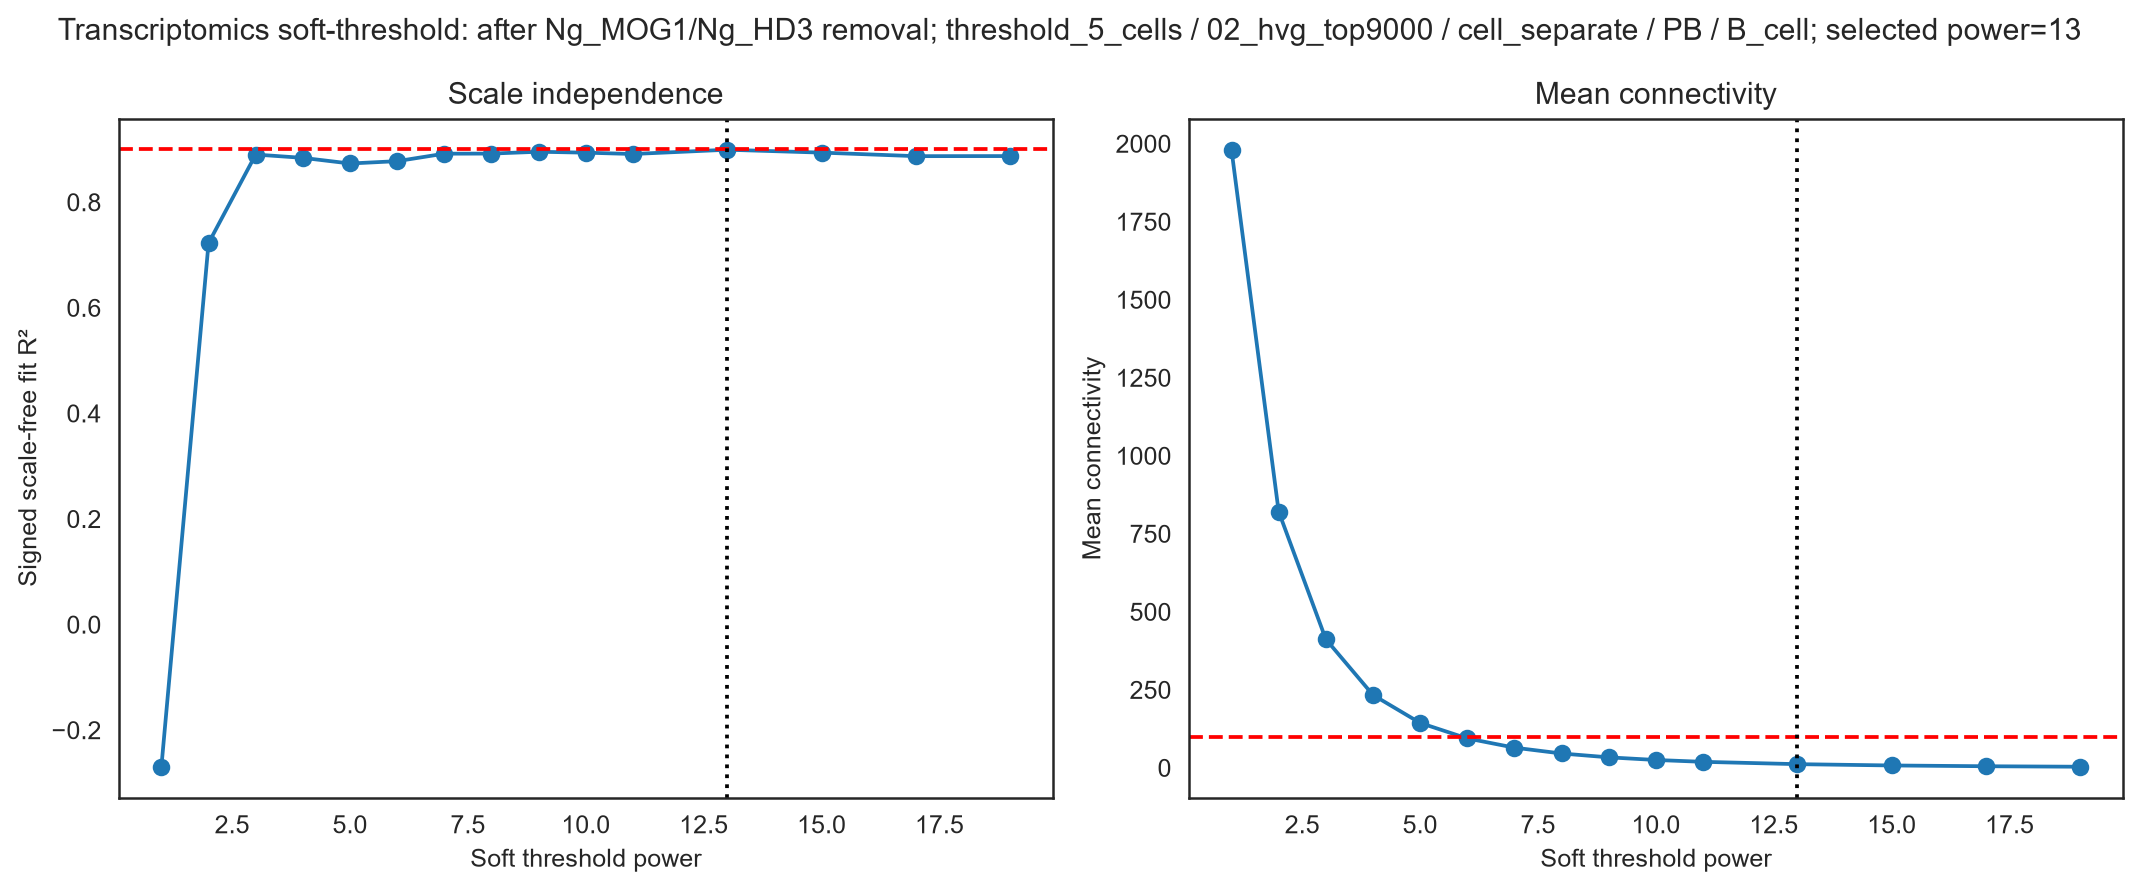 Transcriptomics soft-threshold: after Ng_MOG1/Ng_HD3 removal; threshold_5_cells / 02_hvg_top9000 / cell_separate / PB / B_cell; selected power=13
Scale independence
Signed scale-free fit R²
0.8
0.6
0.4
0.2
0.0
−0.2
2.5 5.0 7.5 10.0 12.5 15.0 17.5
Soft threshold power
Mean connectivity
Mean connectivity
2000
1750
1500
1250
1000
750
500
250
0
2.5 5.0 7.5 10.0 12.5 15.0 17.5
Soft threshold power